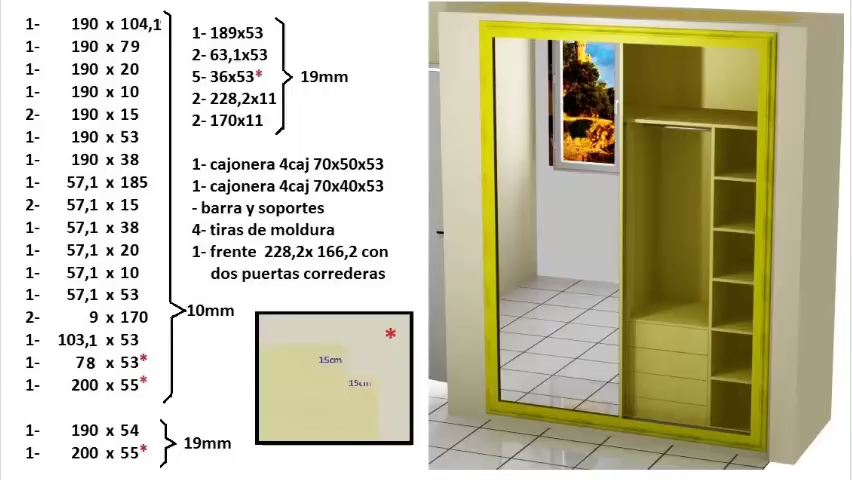 1- 190 x 104,1
1- 190 x 79
1- 190 x 20
1- 190 x 10
2- 190 x 15
1- 190 x 53
1- 190 x 38
1- 57,1 x 185
2- 57,1 x 15
1- 57,1 x 38
1- 57,1 x 20
1- 57,1 x 10
1- 57,1 x 53
2- 9 x 170
1- 103,1 x 53
1- 78 x 53*
1- 200 x 55*
10mm
1- 190 x 54
1- 200 x 55*
19mm
1- 189x53
2- 63,1x53
5- 36x53*
2- 228,2x11
2- 170x11
19mm
1- cajonera 4caj 70x50x53
1- cajonera 4caj 70x40x53
- barra y soportes
4- tiras de moldura
1- frente 228,2x 166,2 con
dos puertas correderas
*
15cm
15cm